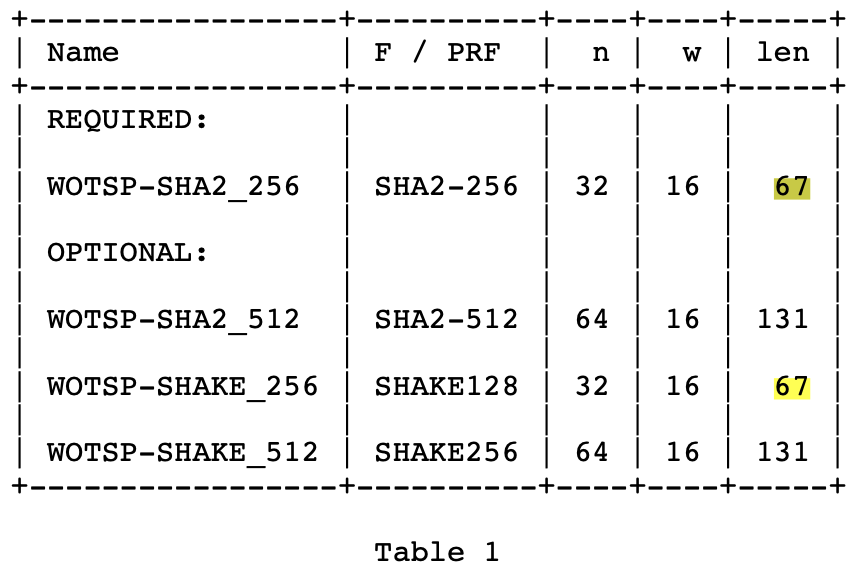 +-----------------+-----------+----+----+-----+
| Name            | F / PRF   |  n |  w | len |
+-----------------+-----------+----+----+-----+
| REQUIRED:       |           |    |    |     |
|                 |           |    |    |     |
| WOTSP-SHA2_256  | SHA2-256  | 32 | 16 |  67 |
|                 |           |    |    |     |
| OPTIONAL:       |           |    |    |     |
|                 |           |    |    |     |
| WOTSP-SHA2_512  | SHA2-512  | 64 | 16 | 131 |
|                 |           |    |    |     |
| WOTSP-SHAKE_256 | SHAKE128  | 32 | 16 |  67 |
|                 |           |    |    |     |
| WOTSP-SHAKE_512 | SHAKE256  | 64 | 16 | 131 |
+-----------------+-----------+----+----+-----+
Table 1